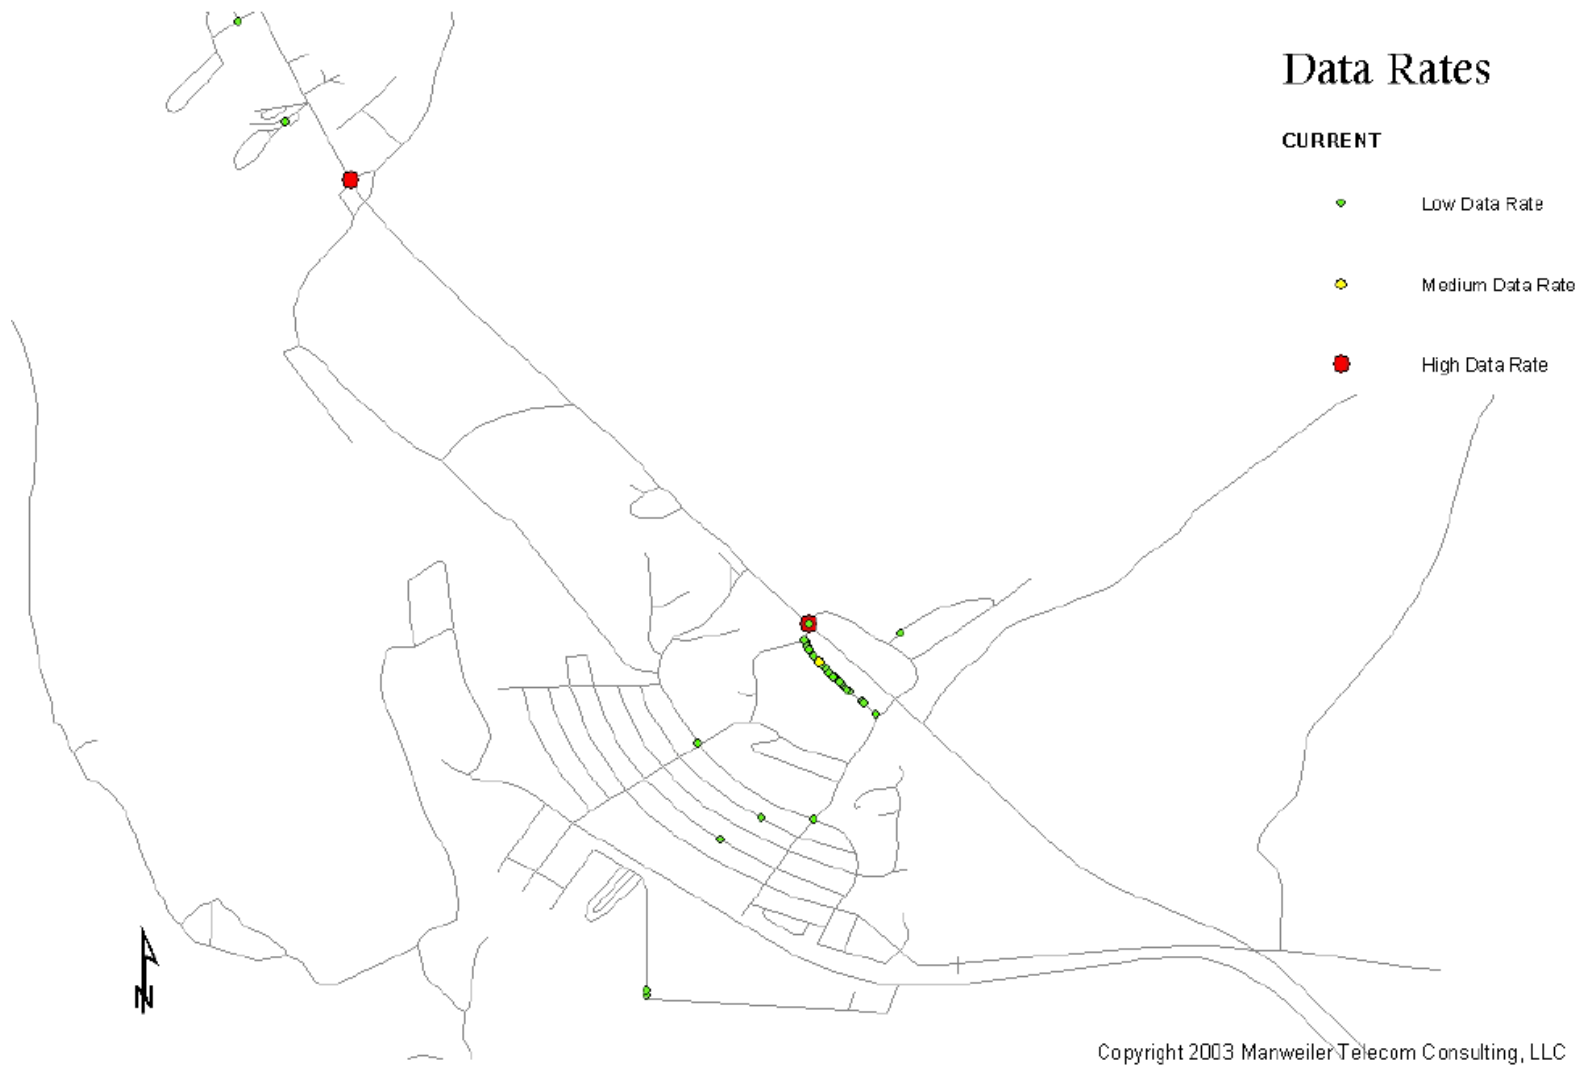 Data Rates
CURRENT
Low Data Rate
Medium Data Rate
High Data Rate
N
Copyright 2003 Manweiler Telecom Consulting, LLC